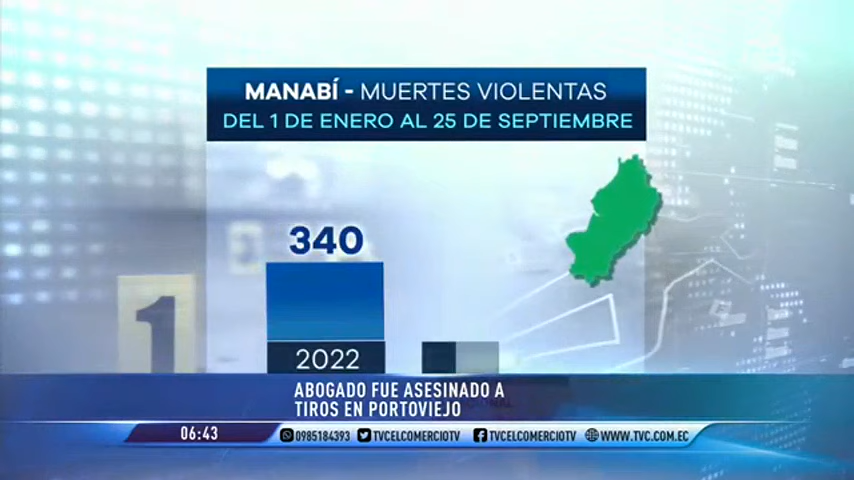 MANABÍ - MUERTES VIOLENTAS
DEL 1 DE ENERO AL 25 DE SEPTIEMBRE
340
1
2022
ABOGADO FUE ASESINADO A
TIROS EN PORTOVIEJO
06:43
0985184393 TVCELCOMERCIOTV TVCELCOMERCIOTV WWW.TVC.COM.EC